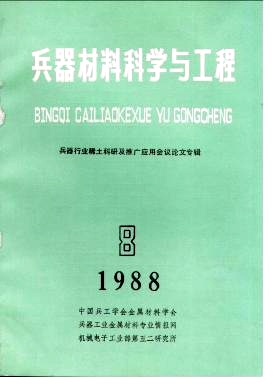 兵器材料科学与工程
BINGQI CAILIAOKEXUE YU GONGCHENG
兵器行业稀土科研及推广应用会议论文专辑
8
1988
中国兵工学会金属材料学会
兵器工业金属材料专业情报网
机械电子工业部第五二研究所